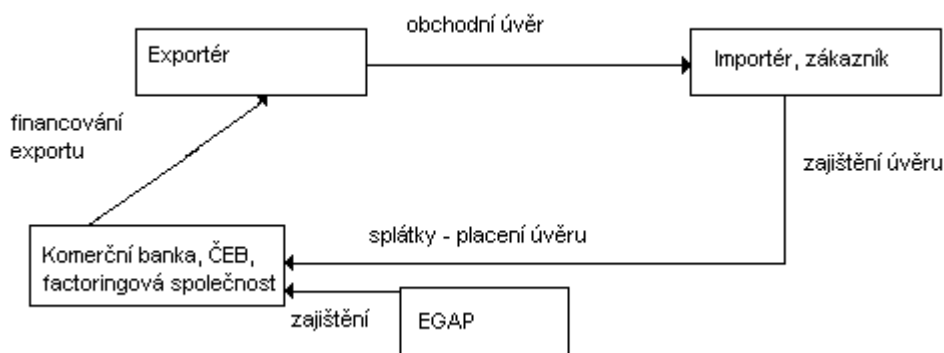 obchodní úvěr
Exportér
Importér, zákazník
financování
exportu
zajištění úvěru
splátky - placení úvěru
Komerční banka, ČEB,
factoringová společnost
zajištění
EGAP